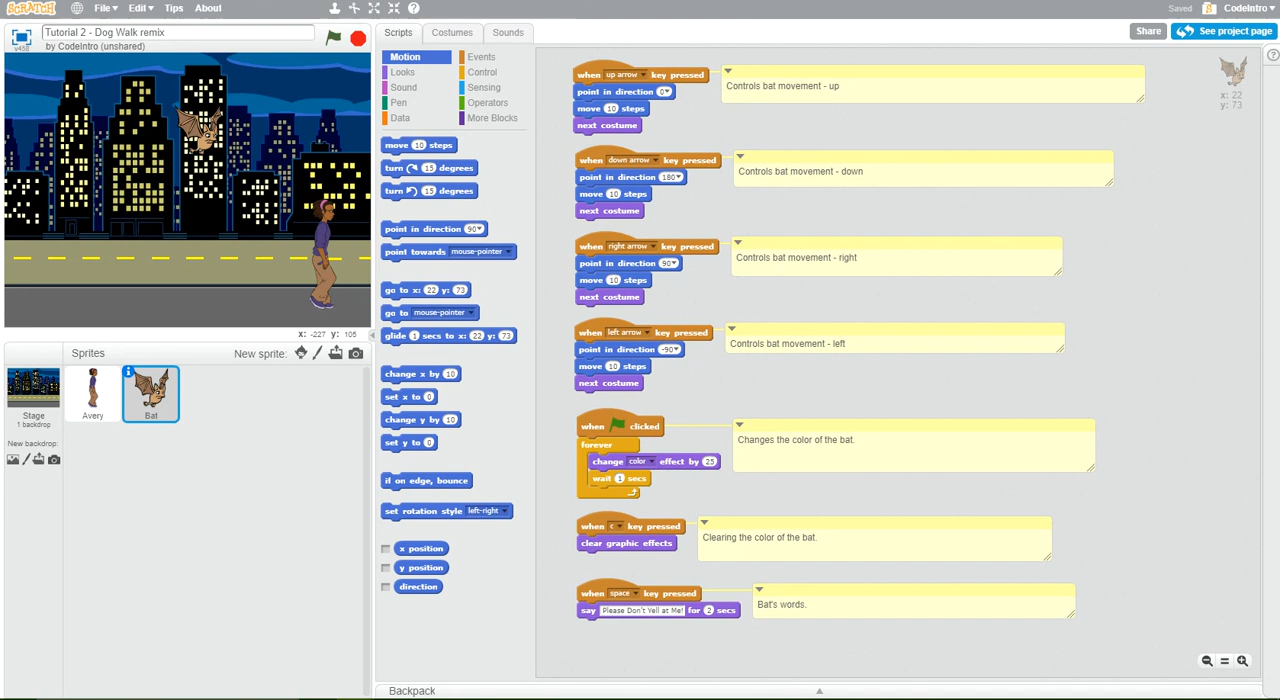 SCRATCH File Edit Tips About Saved CodeIntro
Tutorial 2 - Dog Walk remix
by CodeIntro (unshared)
v458
Scripts Costumes Sounds
Share See project page
Motion Events
Looks Control
Sound Sensing
Pen Operators
Data More Blocks
move 10 steps
turn 15 degrees
turn 15 degrees
point in direction 90
point towards mouse-pointer
go to x: 22 y: 73
go to mouse-pointer
glide 1 secs to x: 22 y: 73
change x by 10
set x to 0
change y by 10
set y to 0
if on edge, bounce
set rotation style left-right
x position
y position
direction
x: -227 y: 105
Sprites New sprite:
Stage
1 backdrop
New backdrop:
Avery
Bat
when up arrow key pressed
point in direction 0
move 10 steps
next costume
Controls bat movement - up
when down arrow key pressed
point in direction 180
move 10 steps
next costume
Controls bat movement - down
when right arrow key pressed
point in direction 90
move 10 steps
next costume
Controls bat movement - right
when left arrow key pressed
point in direction -90
move 10 steps
next costume
Controls bat movement - left
when clicked
forever
change color effect by 25
wait 1 secs
Changes the color of the bat.
when c key pressed
clear graphic effects
Clearing the color of the bat.
when space key pressed
say Please Don't Yell at Me! for 2 secs
Bat's words.
x: 22
y: 73
Backpack